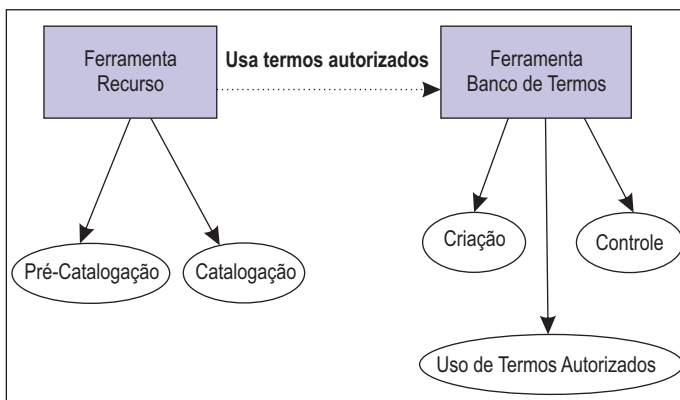 Ferramenta
Recurso
Usa termos autorizados
Ferramenta
Banco de Termos
Criação
Controle
Pré-Catalogação
Catalogação
Uso de Termos Autorizados